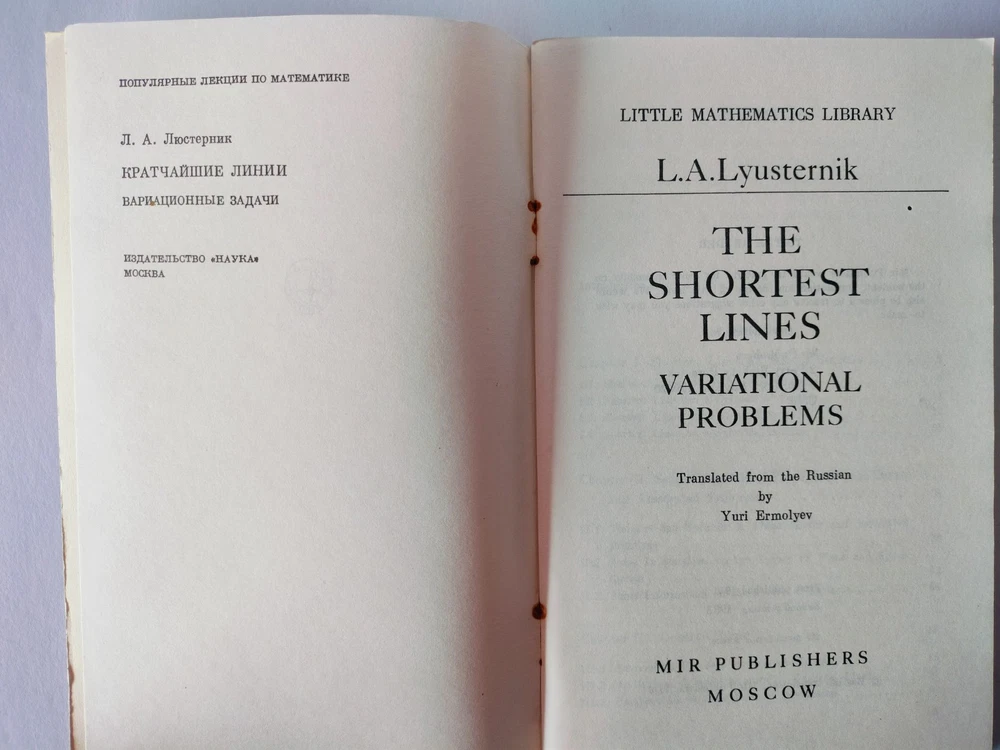 ПОПУЛЯРНЫЕ ЛЕКЦИИ ПО МАТЕМАТИКЕ
Л. А. Люстерник
КРАТЧАЙШИЕ ЛИНИИ
ВАРИАЦИОННЫЕ ЗАДАЧИ
ИЗДАТЕЛЬСТВО «НАУКА»
МОСКВА
LITTLE MATHEMATICS LIBRARY
L.A.Lyusternik
THE
SHORTEST
LINES
VARIATIONAL
PROBLEMS
Translated from the Russian
by
Yuri Ermolyev
MIR PUBLISHERS
MOSCOW